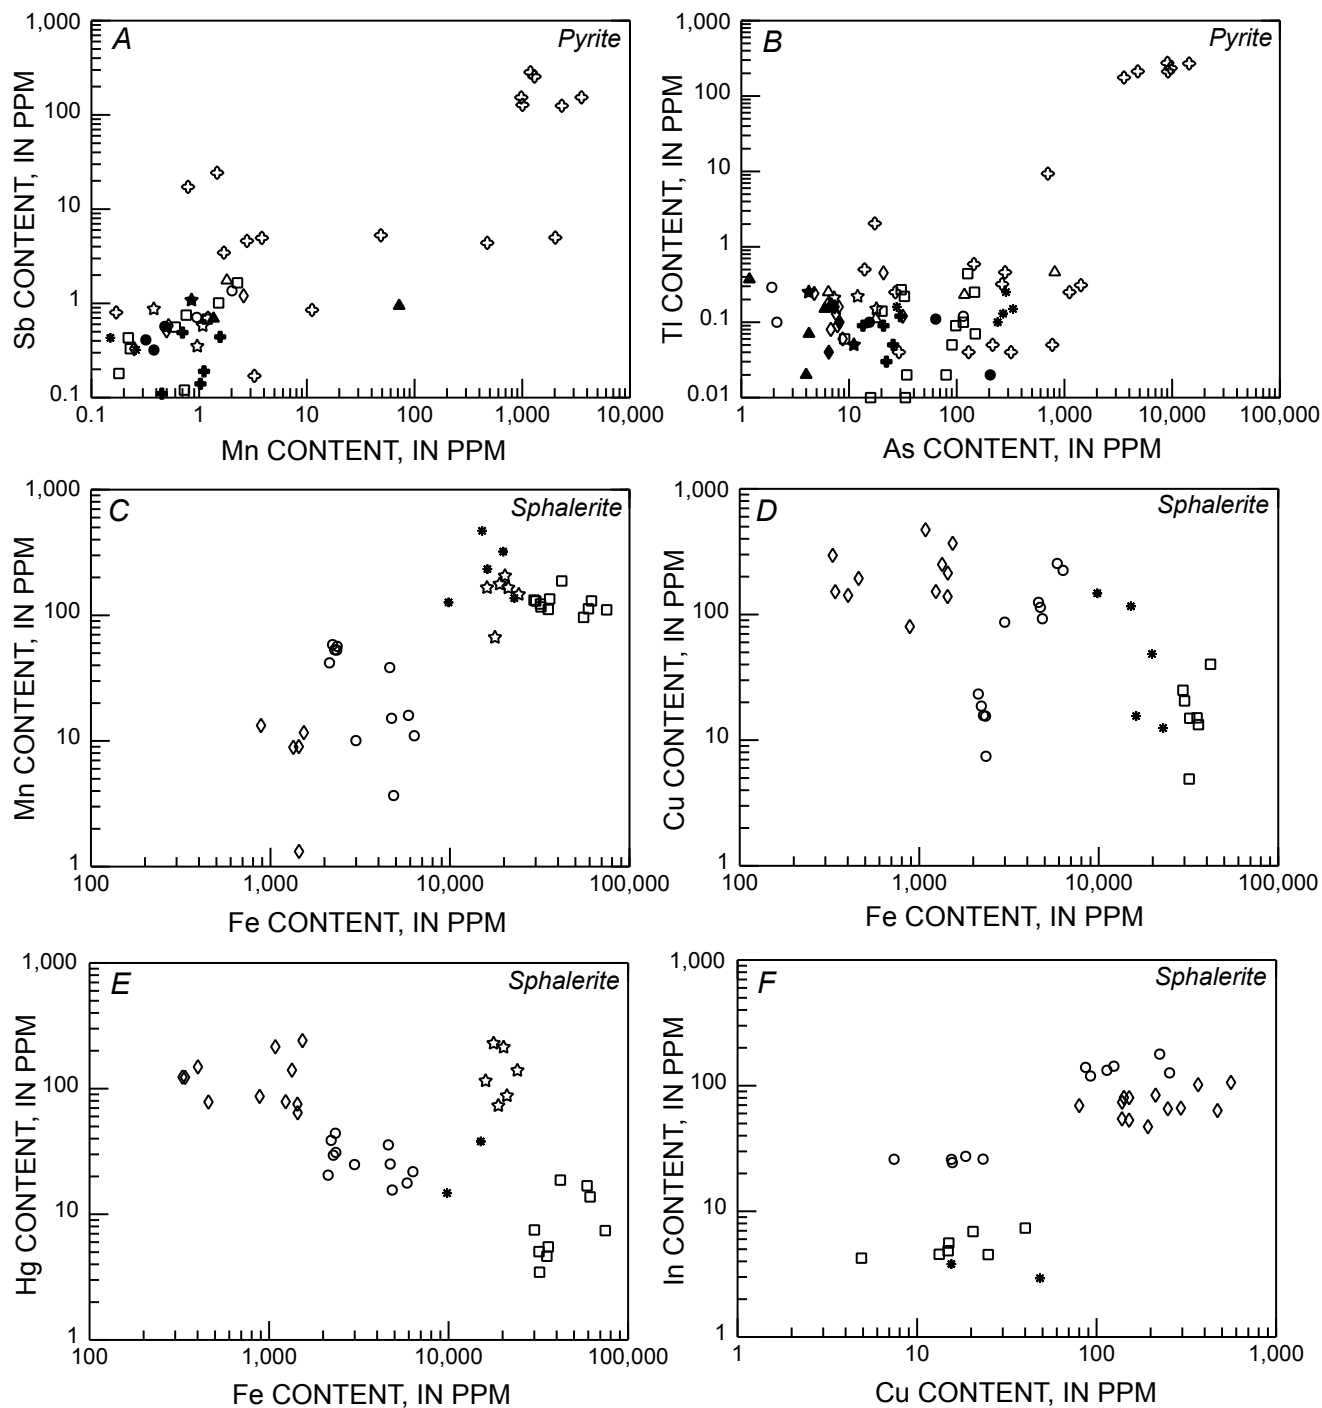 A
Pyrite
1,000
100
10
1
0.1
Sb CONTENT, IN PPM
0.1 1 10 100 1,000 10,000
Mn CONTENT, IN PPM
B
Pyrite
1,000
100
10
1
0.1
0.01
Tl CONTENT, IN PPM
1 10 100 1,000 10,000 100,000
As CONTENT, IN PPM
C
Sphalerite
1,000
100
10
1
Mn CONTENT, IN PPM
100 1,000 10,000 100,000
Fe CONTENT, IN PPM
D
Sphalerite
1,000
100
10
1
Cu CONTENT, IN PPM
100 1,000 10,000 100,000
Fe CONTENT, IN PPM
E
Sphalerite
1,000
100
10
1
Hg CONTENT, IN PPM
100 1,000 10,000 100,000
Fe CONTENT, IN PPM
F
Sphalerite
1,000
100
10
1
In CONTENT, IN PPM
1 10 100 1,000
Cu CONTENT, IN PPM